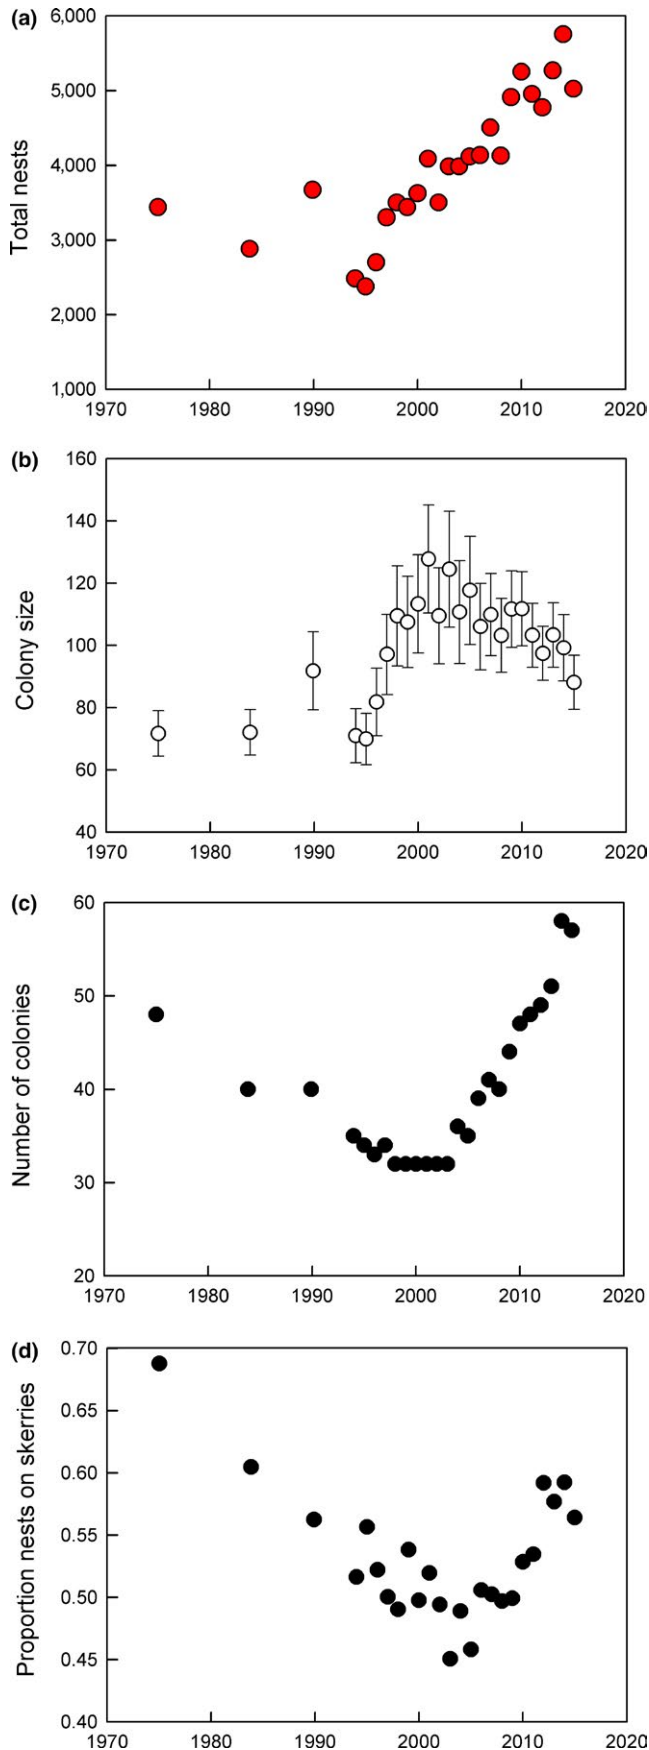 (a)
6,000
5,000
4,000
3,000
2,000
1,000
Total nests
1970 1980 1990 2000 2010 2020
(b)
160
140
120
100
80
60
40
Colony size
1970 1980 1990 2000 2010 2020
(c)
60
50
40
30
20
Number of colonies
1970 1980 1990 2000 2010 2020
(d)
0.70
0.65
0.60
0.55
0.50
0.45
0.40
Proportion nests on skerries
1970 1980 1990 2000 2010 2020